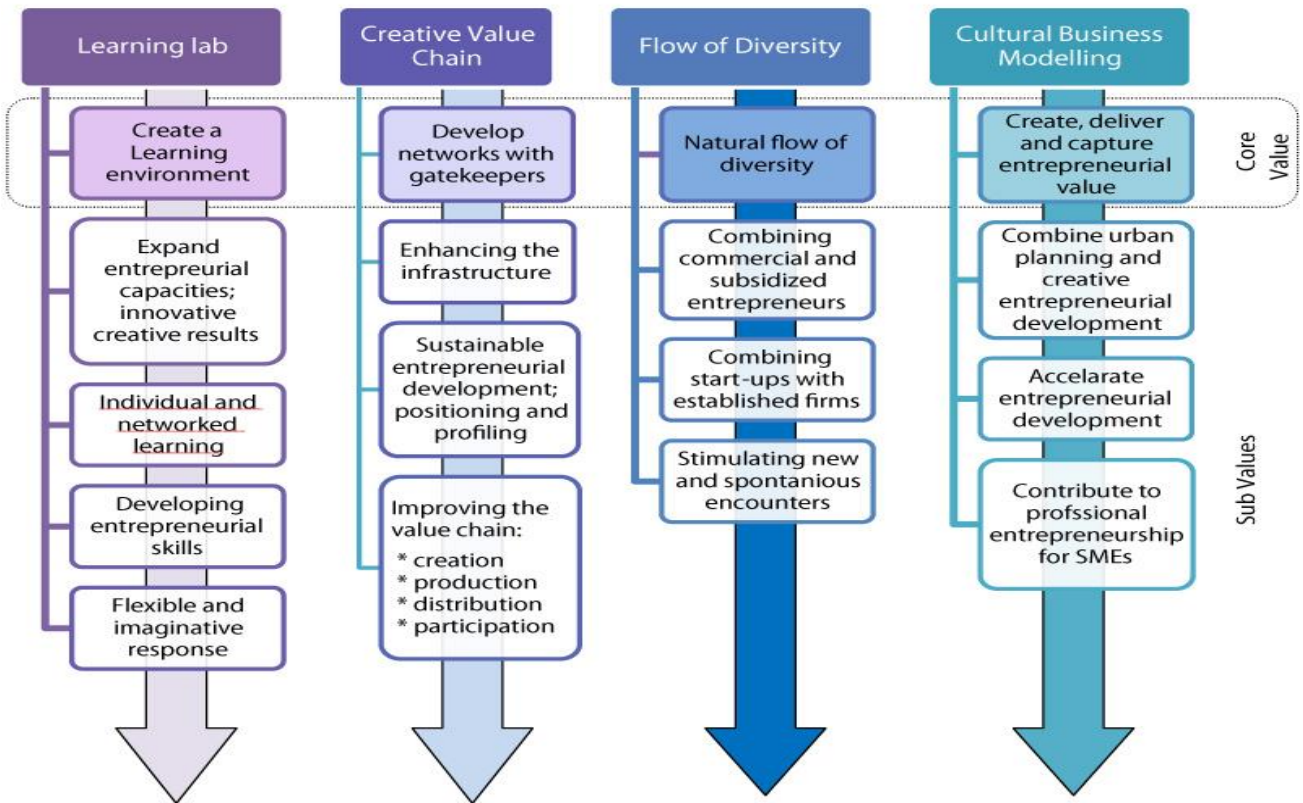 Learning lab
Create a
Learning
environment
Expand
entrepreurial
capacities;
innovative
creative results
Individual and
networked
learning
Developing
entrepreneurial
skills
Flexible and
imaginative
response
Creative Value
Chain
Develop
networks with
gatekeepers
Enhancing the
infrastructure
Sustainable
entrepreneurial
development;
positioning and
profiling
Improving the
value chain:
* creation
* production
* distribution
* participation
Flow of Diversity
Natural flow of
diversity
Combining
commercial and
subsidized
entrepreneurs
Combining
start-ups with
established firms
Stimulating new
and spontanious
encounters
Cultural Business
Modelling
Create, deliver
and capture
entrepreneurial
value
Combine urban
planning and
creative
entrepreneurial
development
Accelarate
entrepreneurial
development
Contribute to
profssional
entrepreneurship
for SMEs
Core
Value
Sub Values